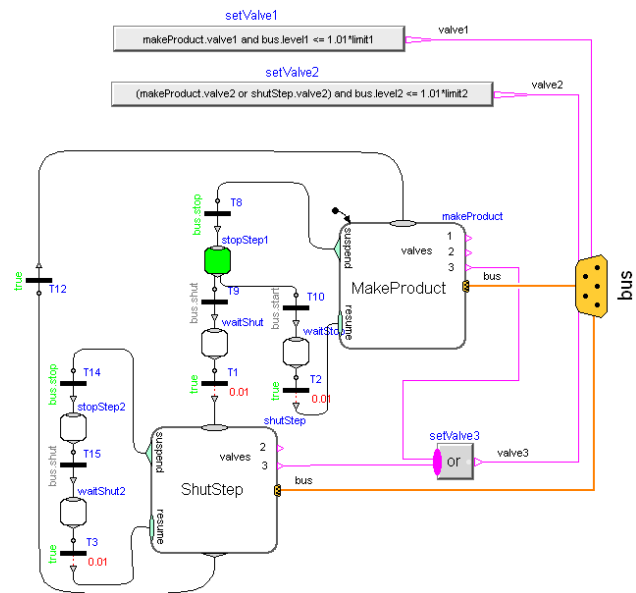 setValve1
makeProduct.valve1 and bus.level1 <= 1.01*limit1
valve1
setValve2
(makeProduct.valve2 or shutStep.valve2) and bus.level2 <= 1.01*limit2
valve2
bus.stop
T8
stopStep1
suspend
makeProduct
valves
1
2
3
bus
MakeProduct
resume
bus
true
T12
bus.shut
T9
bus.start
T10
waitShut
true
T1
0.01
true
T2
0.01
bus.stop
T14
stopStep2
shutStep
suspend
valves
2
3
bus
ShutStep
resume
setValve3
or
valve3
bus.shut
T15
waitShut2
true
T3
0.01